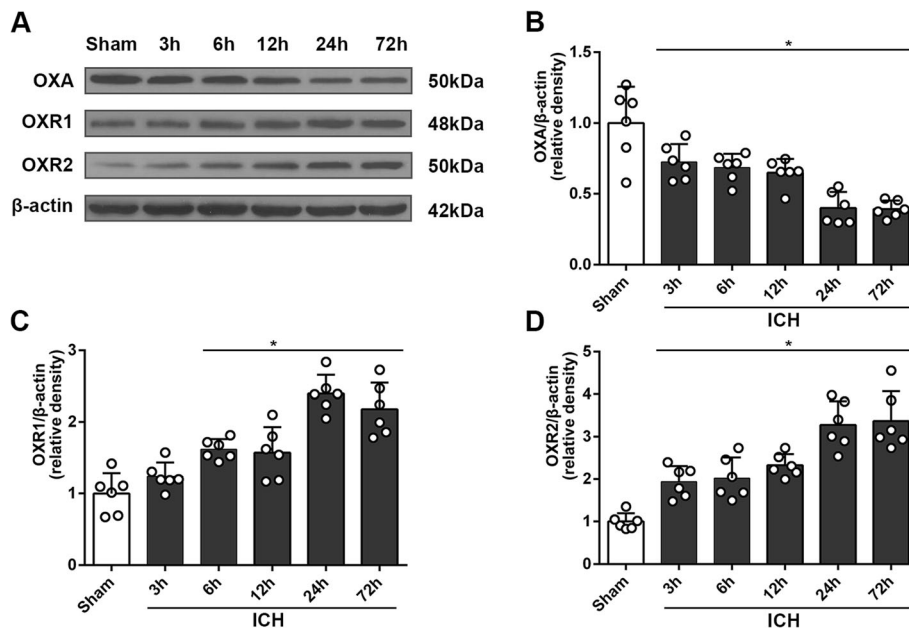 A
Sham 3h 6h 12h 24h 72h
OXA 50kDa
OXR1 48kDa
OXR2 50kDa
β-actin 42kDa
B
OXA/β-actin
(relative density)
1.5
1.0
0.5
0.0
*
Sham 3h 6h 12h 24h 72h
ICH
C
OXR1/β-actin
(relative density)
3
2
1
0
*
Sham 3h 6h 12h 24h 72h
ICH
D
OXR2/β-actin
(relative density)
5
4
3
2
1
0
*
Sham 3h 6h 12h 24h 72h
ICH